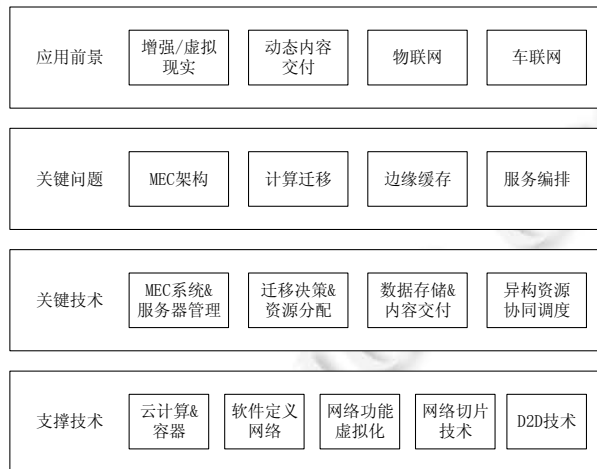 应用前景
增强/虚拟
现实
动态内容
交付
物联网
车联网
关键问题
MEC架构
计算迁移
边缘缓存
服务编排
关键技术
MEC系统&
服务器管理
迁移决策&
资源分配
数据存储&
内容交付
异构资源
协同调度
支撑技术
云计算&
容器
软件定义
网络
网络功能
虚拟化
网络切片
技术
D2D技术